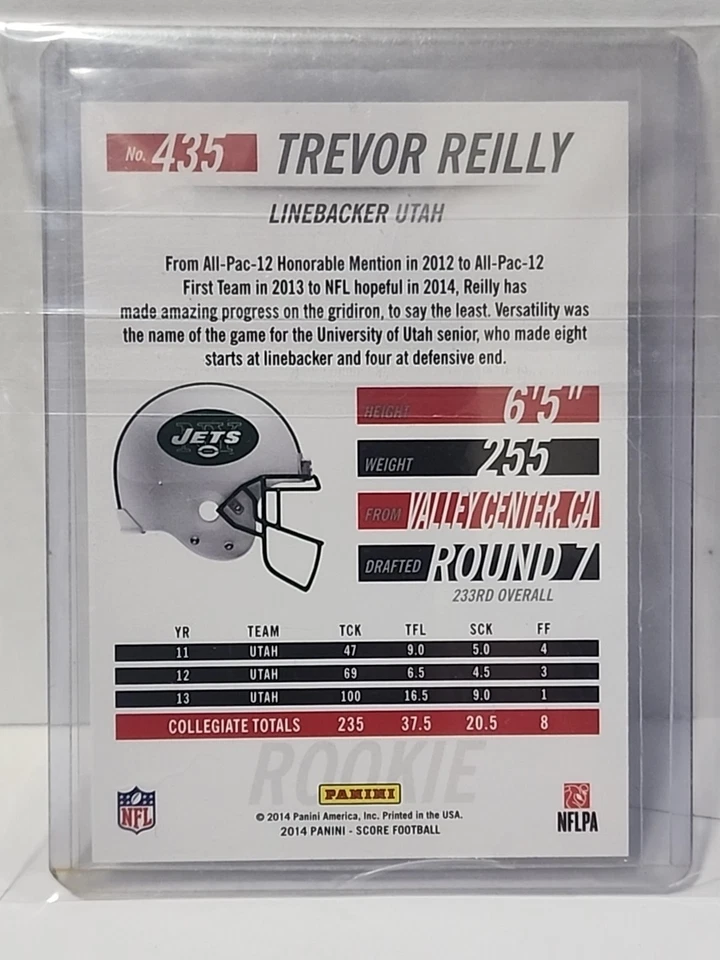 No. 435 TREVOR REILLY
LINEBACKER UTAH
From All-Pac-12 Honorable Mention in 2012 to All-Pac-12
First Team in 2013 to NFL hopeful in 2014, Reilly has
made amazing progress on the gridiron, to say the least. Versatility was
the name of the game for the University of Utah senior, who made eight
starts at linebacker and four at defensive end.
NY
JETS
HEIGHT 6'5"
WEIGHT 255
FROM VALLEY CENTER, CA
DRAFTED ROUND 7
233RD OVERALL
YR TEAM TCK TFL SCK FF
11 UTAH 47 9.0 5.0 4
12 UTAH 69 6.5 4.5 3
13 UTAH 100 16.5 9.0 1
COLLEGIATE TOTALS 235 37.5 20.5 8
ROOKIE
PANINI
© 2014 Panini America, Inc. Printed in the USA.
2014 PANINI - SCORE FOOTBALL
NFL
NFLPA